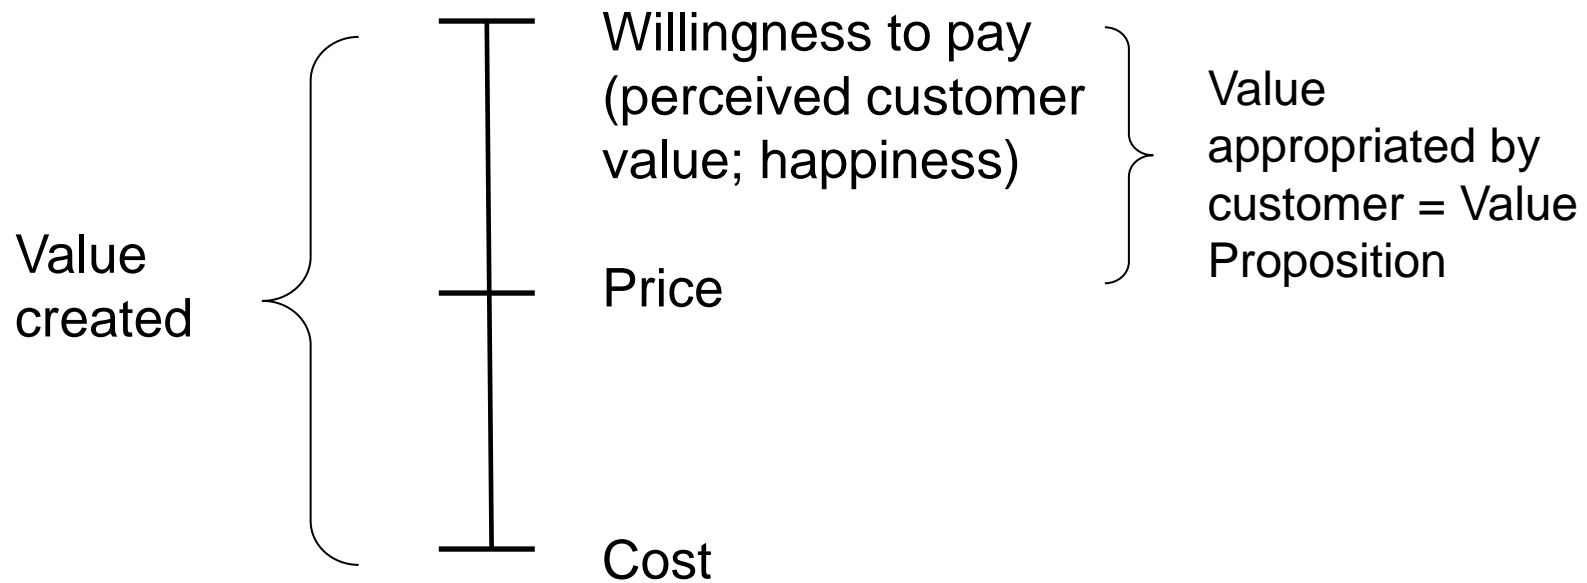 Value
created
Willingness to pay
(perceived customer
value; happiness)
Price
Cost
Value
appropriated by
customer = Value
Proposition